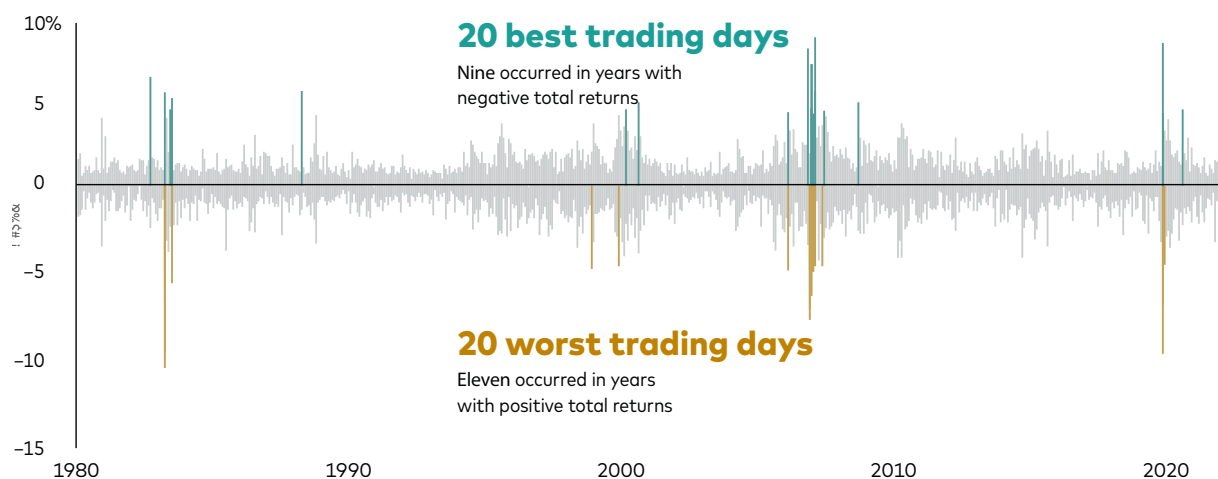 10%
20 best trading days
Nine occurred in years with
negative total returns
5
0
–5
20 worst trading days
Eleven occurred in years
with positive total returns
–10
–15
1980
1990
2000
2010
2020